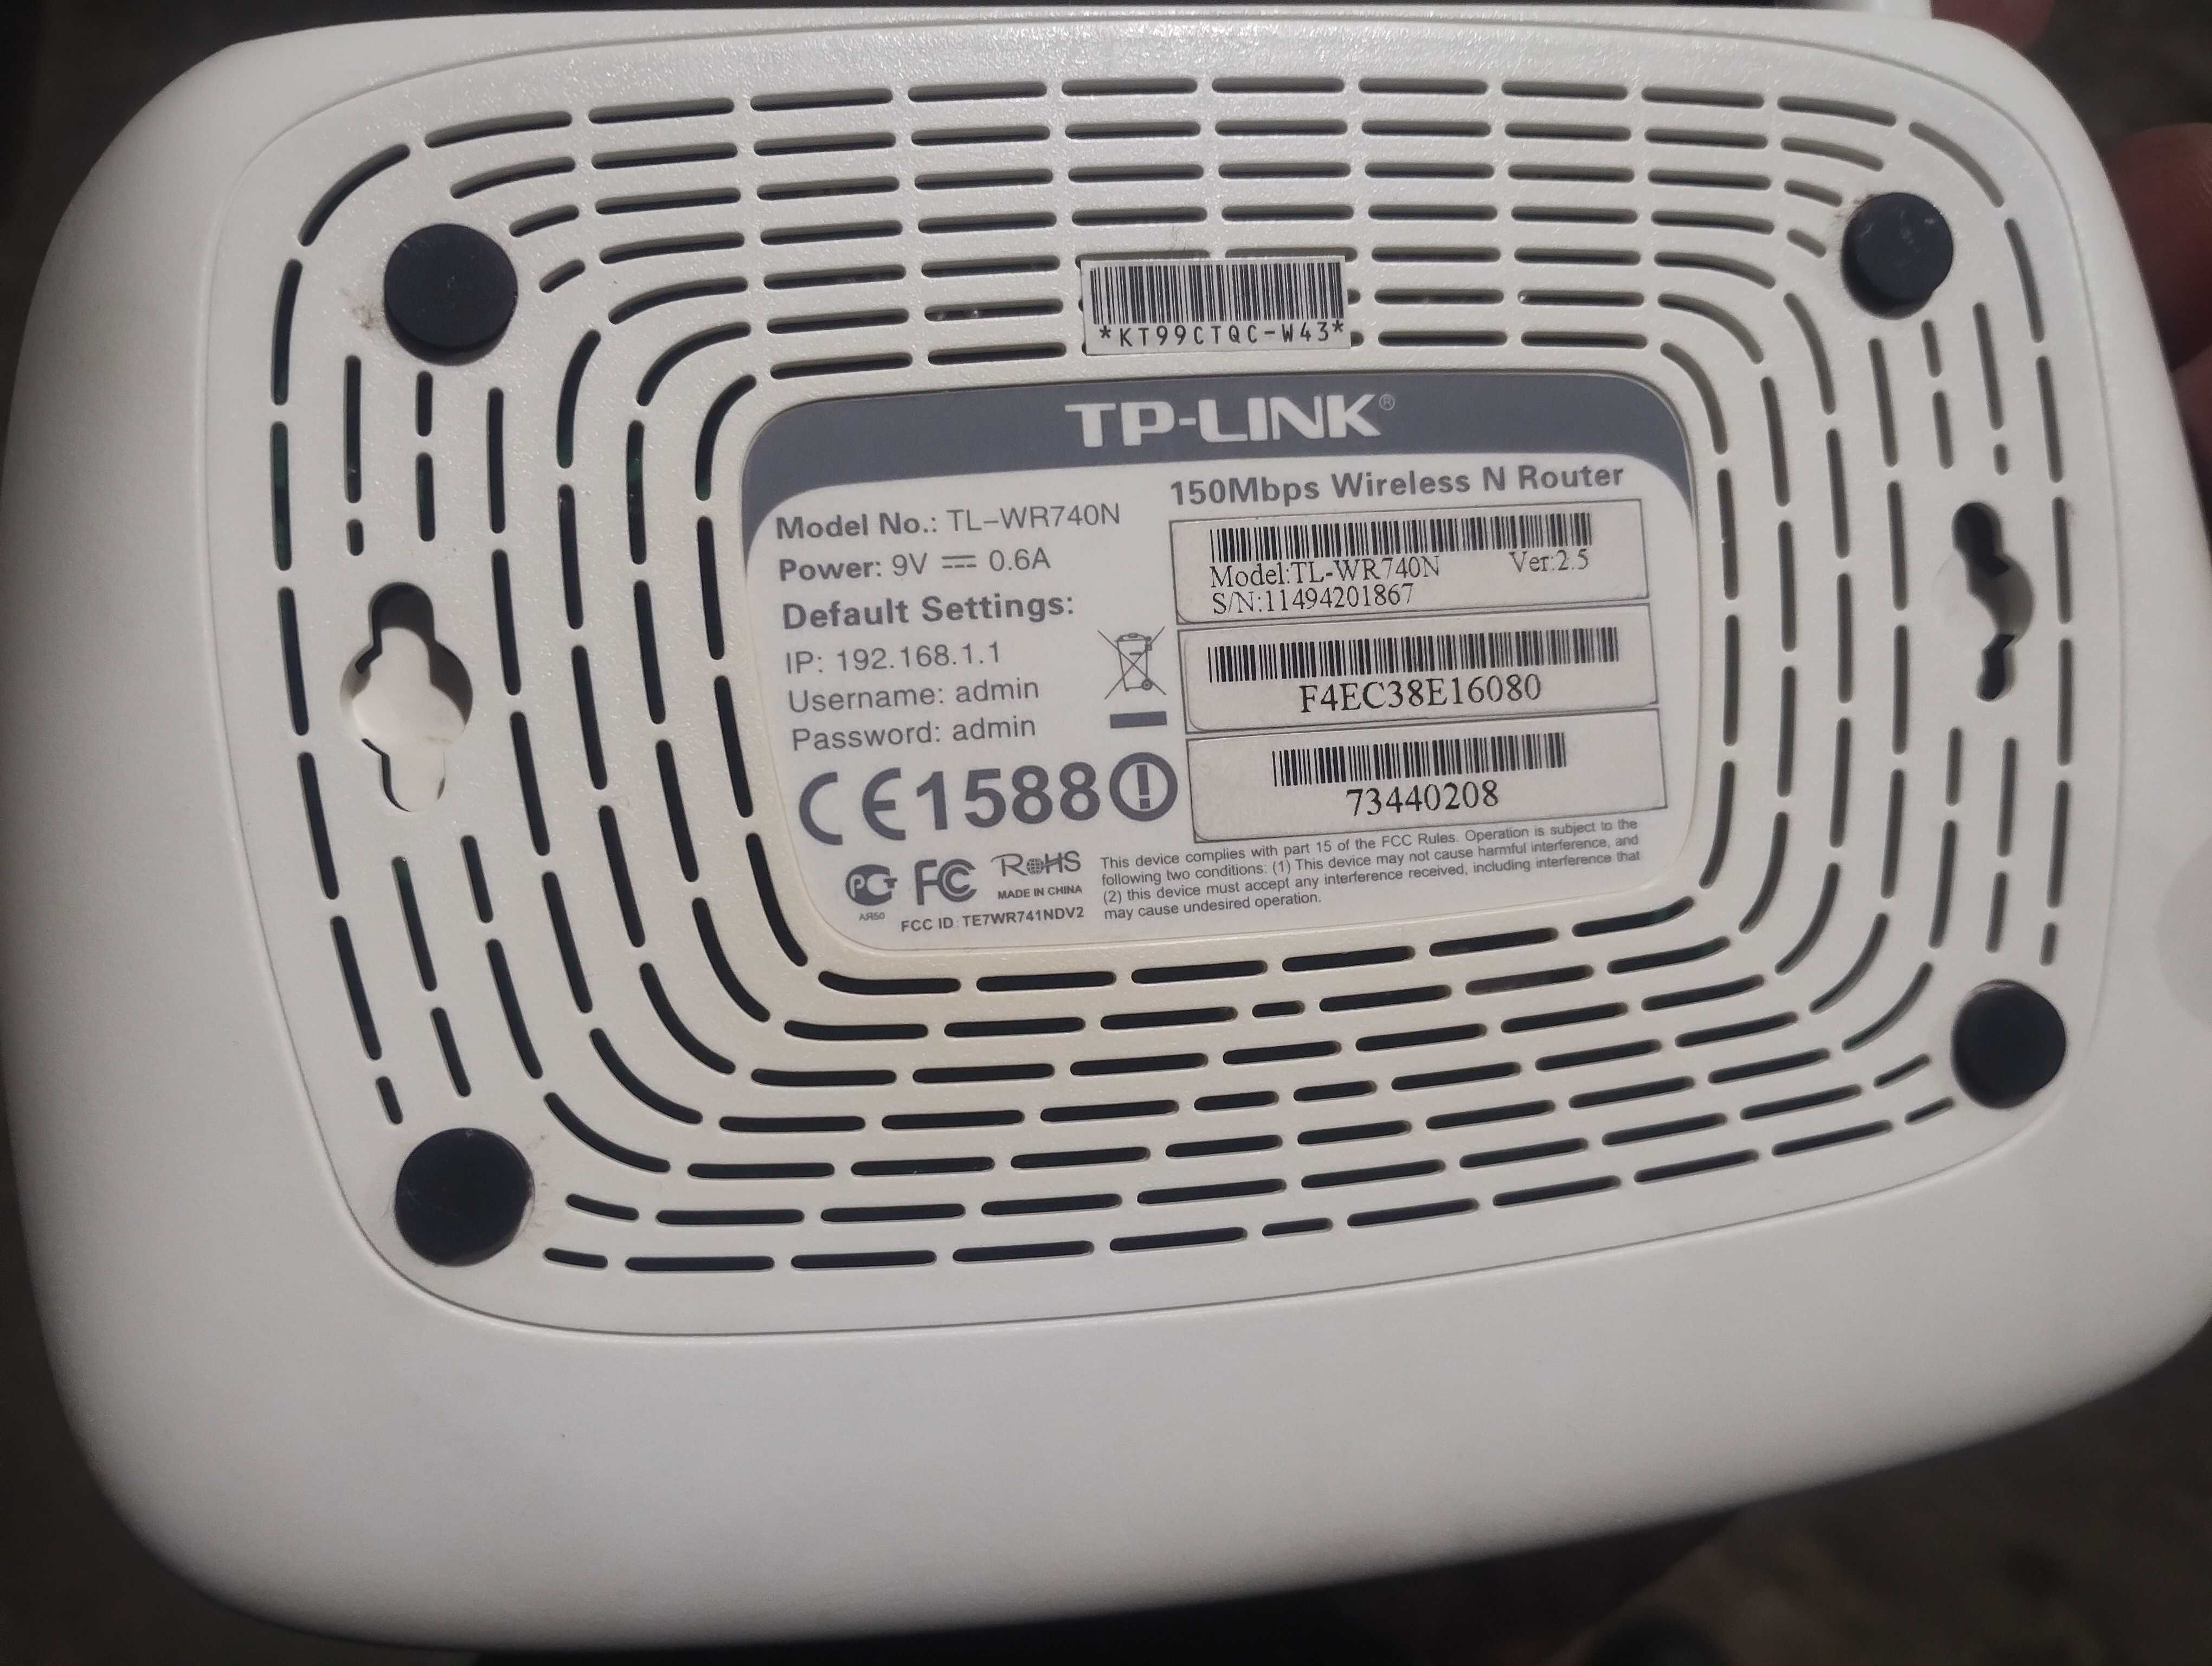 *KT99CTQC-W43*
TP-LINK®
150Mbps Wireless N Router
Model No.: TL-WR740N
Power: 9V ⎓ 0.6A
Default Settings:
IP: 192.168.1.1
Username: admin
Password: admin
CE1588
Model:TL-WR740N Ver:2.5
S/N:11494201867
F4EC38E16080
73440208
РСТ
АЯ50
FC
RoHS
MADE IN CHINA
FCC ID: TE7WR741NDV2
This device complies with part 15 of the FCC Rules. Operation is subject to the
following two conditions: (1) This device may not cause harmful interference, and
(2) this device must accept any interference received, including interference that
may cause undesired operation.